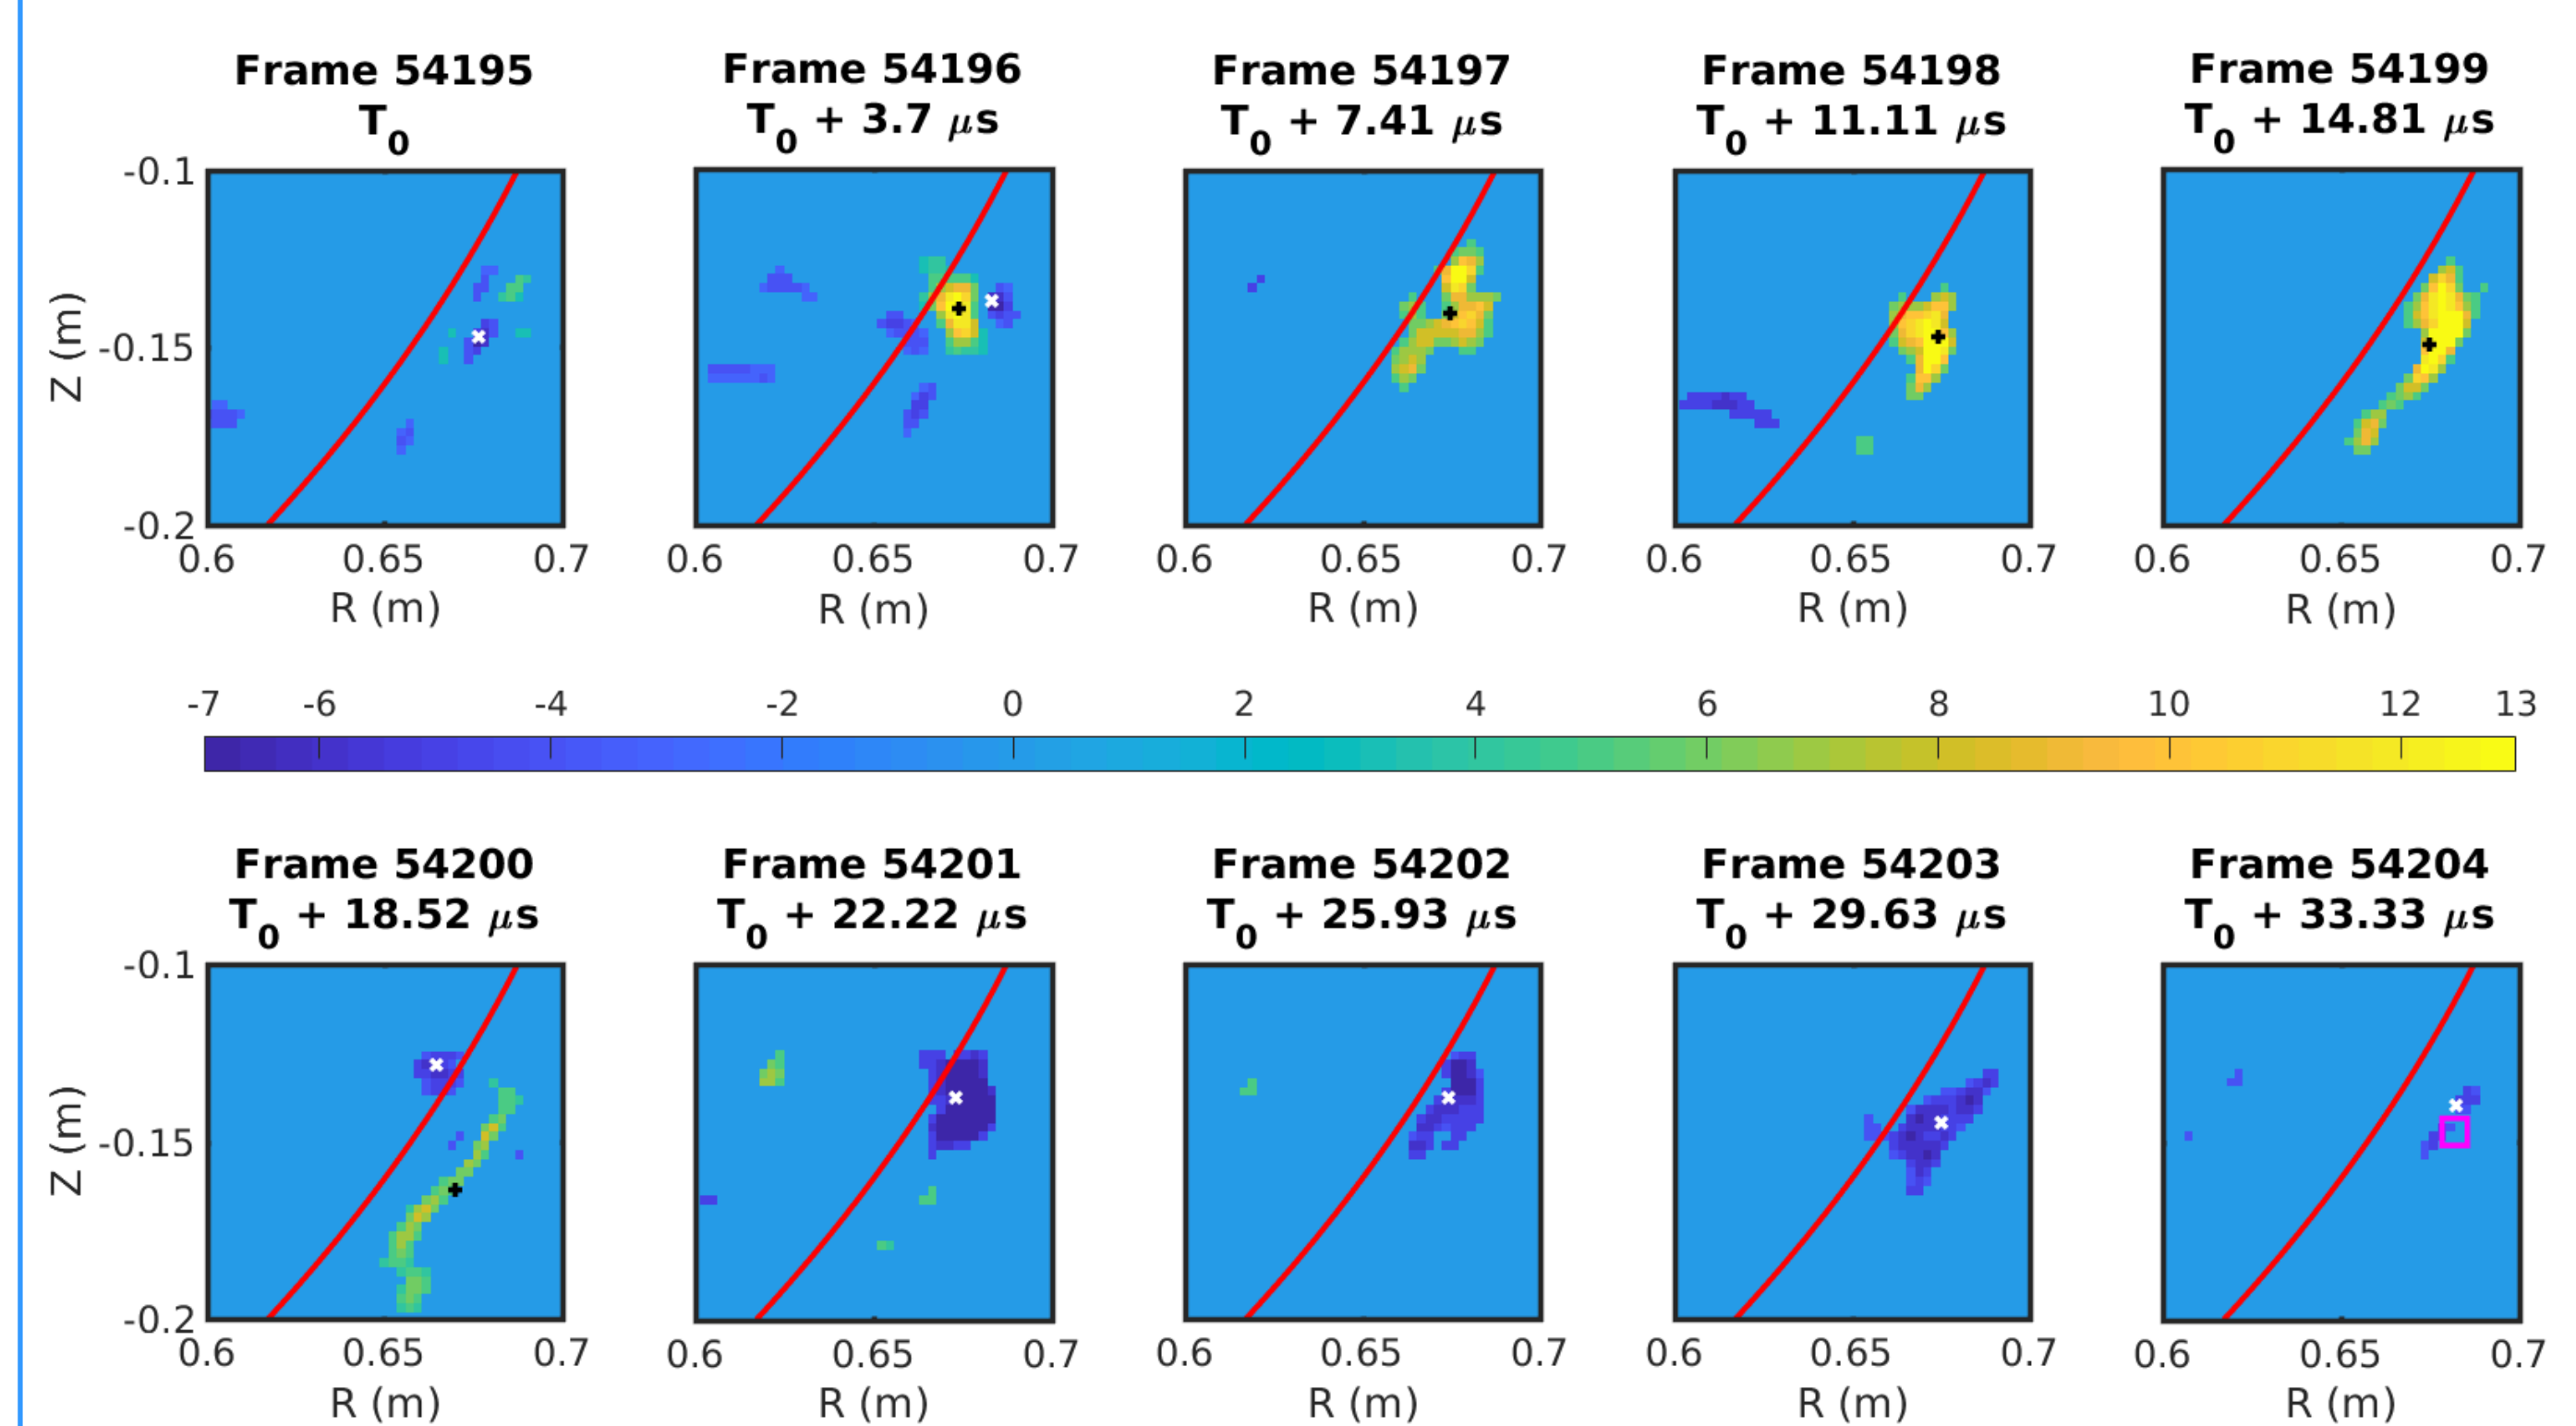 Frame 54195 Frame 54196 Frame 54197 Frame 54198 Frame 54199
T0 T0 + 3.7 μs T0 + 7.41 μs T0 + 11.11 μs T0 + 14.81 μs
-0.1
-0.15
-0.2
Z (m)
0.6 0.65 0.7 0.6 0.65 0.7 0.6 0.65 0.7 0.6 0.65 0.7 0.6 0.65 0.7
R (m) R (m) R (m) R (m) R (m)
-7 -6 -4 -2 0 2 4 6 8 10 12 13
Frame 54200 Frame 54201 Frame 54202 Frame 54203 Frame 54204
T0 + 18.52 μs T0 + 22.22 μs T0 + 25.93 μs T0 + 29.63 μs T0 + 33.33 μs
-0.1
-0.15
-0.2
Z (m)
0.6 0.65 0.7 0.6 0.65 0.7 0.6 0.65 0.7 0.6 0.65 0.7 0.6 0.65 0.7
R (m) R (m) R (m) R (m) R (m)